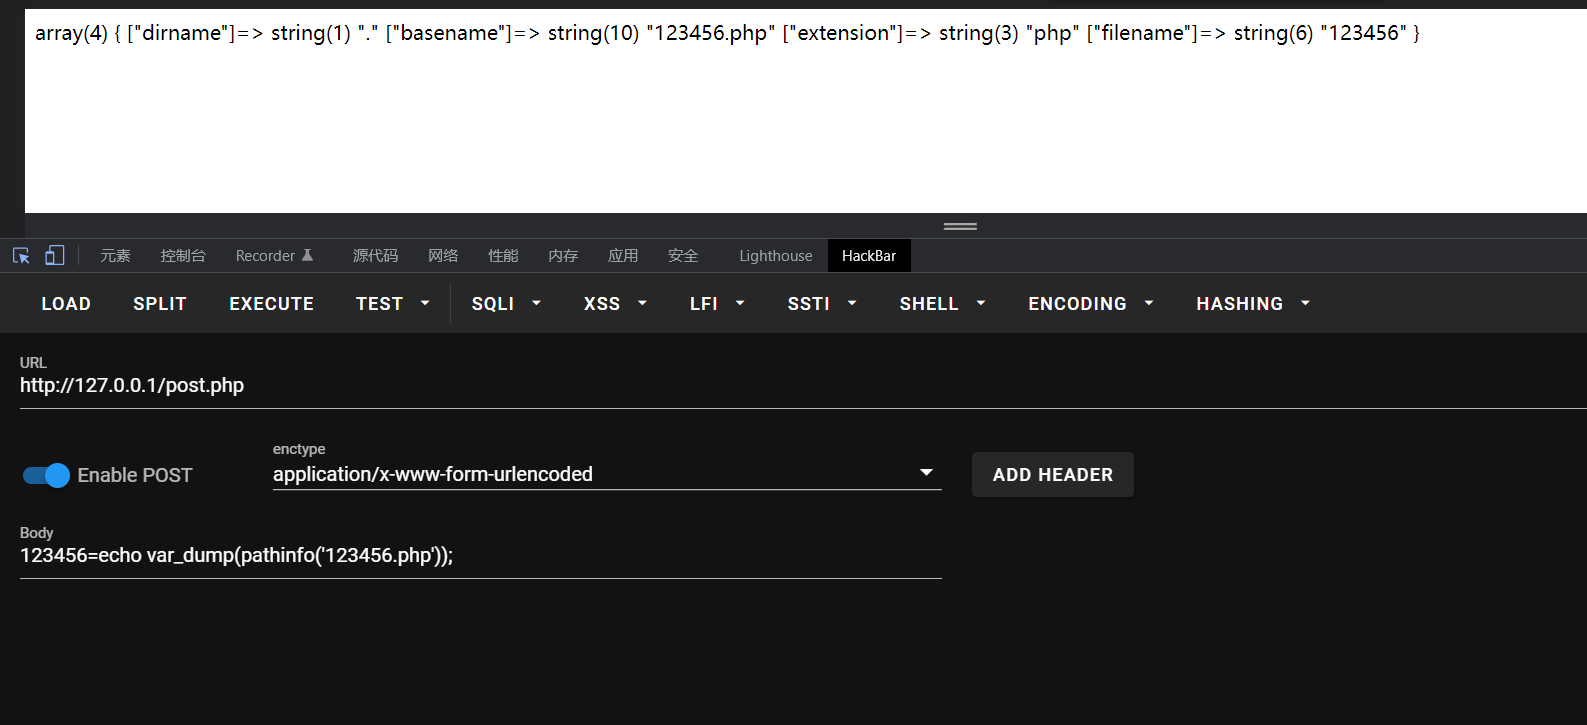 array(4) { ["dirname"]=> string(1) "." ["basename"]=> string(10) "123456.php" ["extension"]=> string(3) "php" ["filename"]=> string(6) "123456" }
元素 控制台 Recorder 源代码 网络 性能 内存 应用 安全 Lighthouse HackBar
LOAD SPLIT EXECUTE TEST SQLI XSS LFI SSTI SHELL ENCODING HASHING
URL
http://127.0.0.1/post.php
enctype
Enable POST application/x-www-form-urlencoded ADD HEADER
Body
123456=echo var_dump(pathinfo('123456.php'));